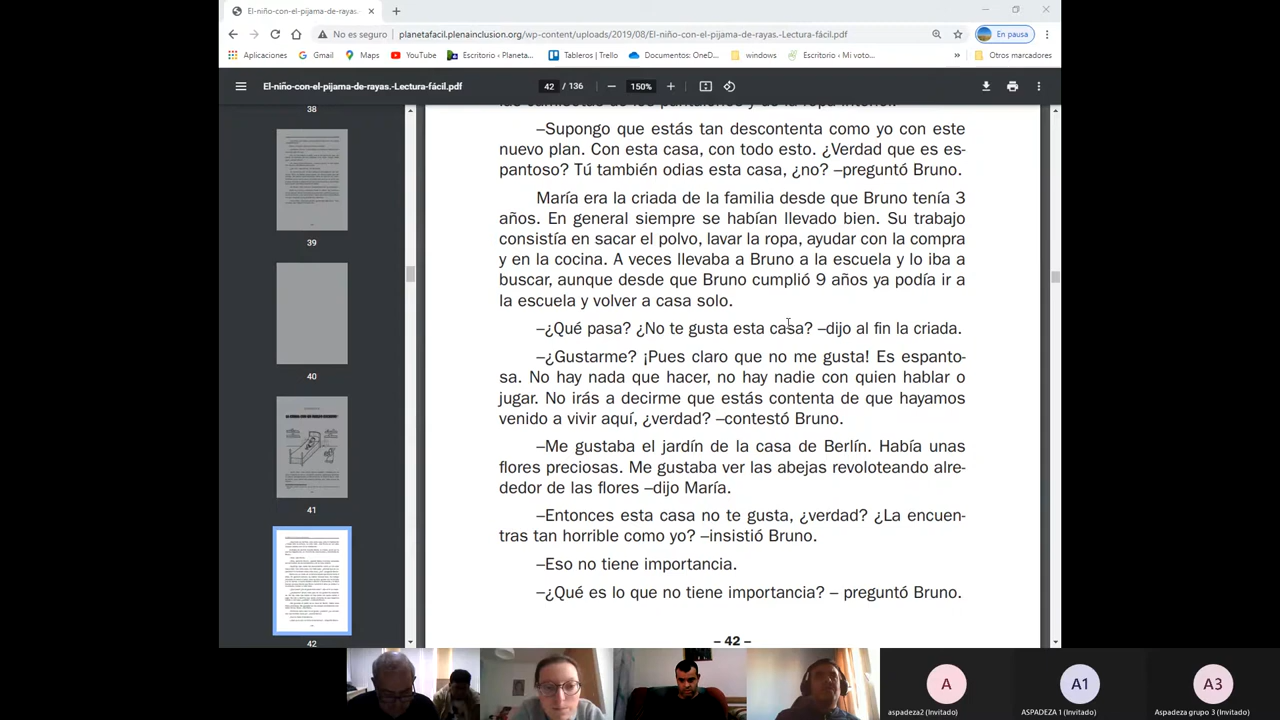 El-niño-con-el-pijama-de-rayas.-
No es seguro
planetafacil.plenainclusion.org/wp-content/uploads/2019/08/El-niño-con-el-pijama-de-rayas.-Lectura-fácil.pdf
En pausa
Aplicaciones
Gmail
Maps
YouTube
Escritorio - Planeta...
Tableros | Trello
Documentos: OneD...
windows
Escritorio | Mi voto...
»
El-niño-con-el-pijama-de-rayas.-Lectura-fácil.pdf
42 / 136
150%
38
39
40
41
42
–Supongo que estás tan descontenta como yo con este
nuevo plan. Con esta casa, con todo esto. ¿Verdad que es es-
pantoso? Tú también odias esta casa, ¿no? –preguntó Bruno.
María era la criada de la familia desde que Bruno tenía 3
años. En general siempre se habían llevado bien. Su trabajo
consistía en sacar el polvo, lavar la ropa, ayudar con la compra
y en la cocina. A veces llevaba a Bruno a la escuela y lo iba a
buscar, aunque desde que Bruno cumplió 9 años ya podía ir a
la escuela y volver a casa solo.
–¿Qué pasa? ¿No te gusta esta casa? –dijo al fin la criada.
–¿Gustarme? ¡Pues claro que no me gusta! Es espanto-
sa. No hay nada que hacer, no hay nadie con quien hablar o
jugar. No irás a decirme que estás contenta de que hayamos
venido a vivir aquí, ¿verdad? –contestó Bruno.
–Me gustaba el jardín de la casa de Berlín. Había unas
flores preciosas. Me gustaba ver las abejas revoloteando alre-
dedor de las flores –dijo María.
–Entonces esta casa no te gusta, ¿verdad? ¿La encuen-
tras tan horrible como yo? –insistió Bruno.
–Eso no tiene importancia.
–¿Qué es lo que no tiene importancia? – preguntó Bruno.
– 42 –
A
aspadeza2 (Invitado)
A1
ASPADEZA 1 (Invitado)
A3
Aspadeza grupo 3 (Invitado)